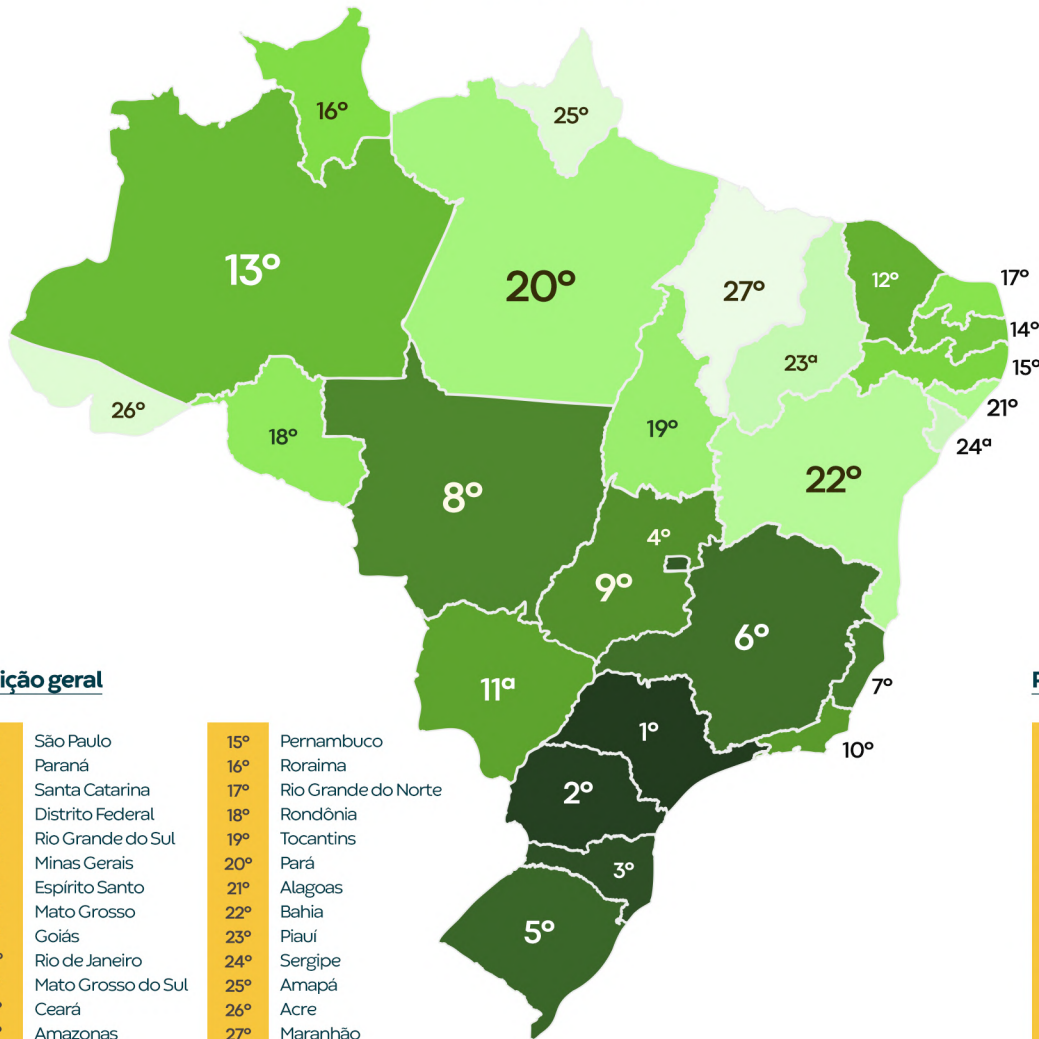 16º
25º
13º
20º
27º
12º
17º
14º
15º
23ª
21º
24ª
26º
18º
19º
22º
8º
4º
9º
6º
7º
11ª
1º
10º
2º
3º
5º
ição geral
São Paulo
Paraná
Santa Catarina
Distrito Federal
Rio Grande do Sul
Minas Gerais
Espírito Santo
Mato Grosso
Goiás
Rio de Janeiro
Mato Grosso do Sul
Ceará
Amazonas
15º Pernambuco
16º Roraima
17º Rio Grande do Norte
18º Rondônia
19º Tocantins
20º Pará
21º Alagoas
22º Bahia
23º Piauí
24º Sergipe
25º Amapá
26º Acre
27º Maranhão